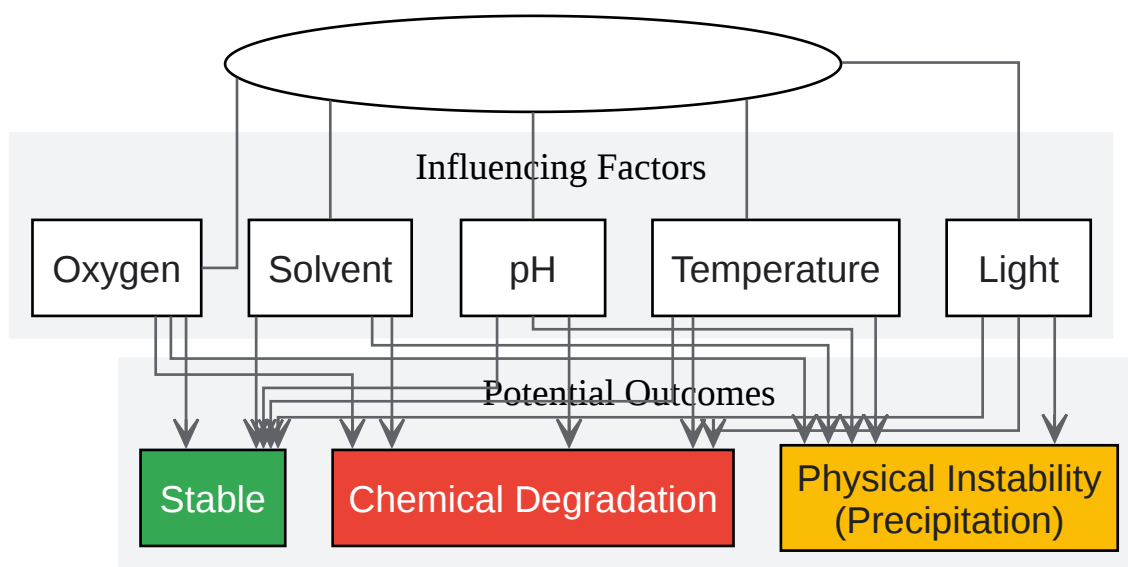 Influencing Factors
Oxygen
Solvent
pH
Temperature
Light
Potential Outcomes
Stable
Chemical Degradation
Physical Instability
(Precipitation)